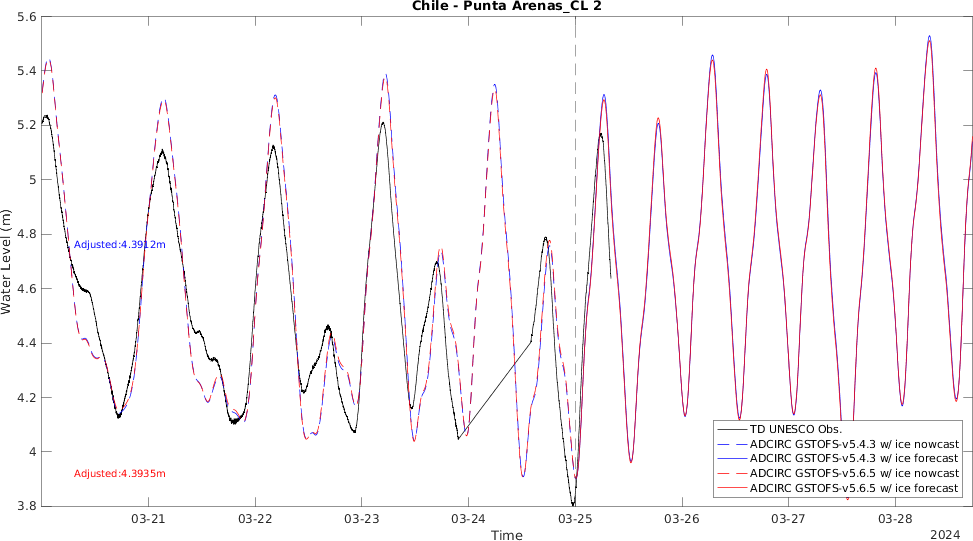 Chile - Punta Arenas_CL 2
5.6
5.4
5.2
5
4.8
4.6
4.4
4.2
4
3.8
Water Level (m)
Adjusted:4.3912m
Adjusted:4.3935m
TD UNESCO Obs.
ADCIRC GSTOFS-v5.4.3 w/ ice nowcast
ADCIRC GSTOFS-v5.4.3 w/ ice forecast
ADCIRC GSTOFS-v5.6.5 w/ ice nowcast
ADCIRC GSTOFS-v5.6.5 w/ ice forecast
03-21 03-22 03-23 03-24 03-25 03-26 03-27 03-28
Time
2024